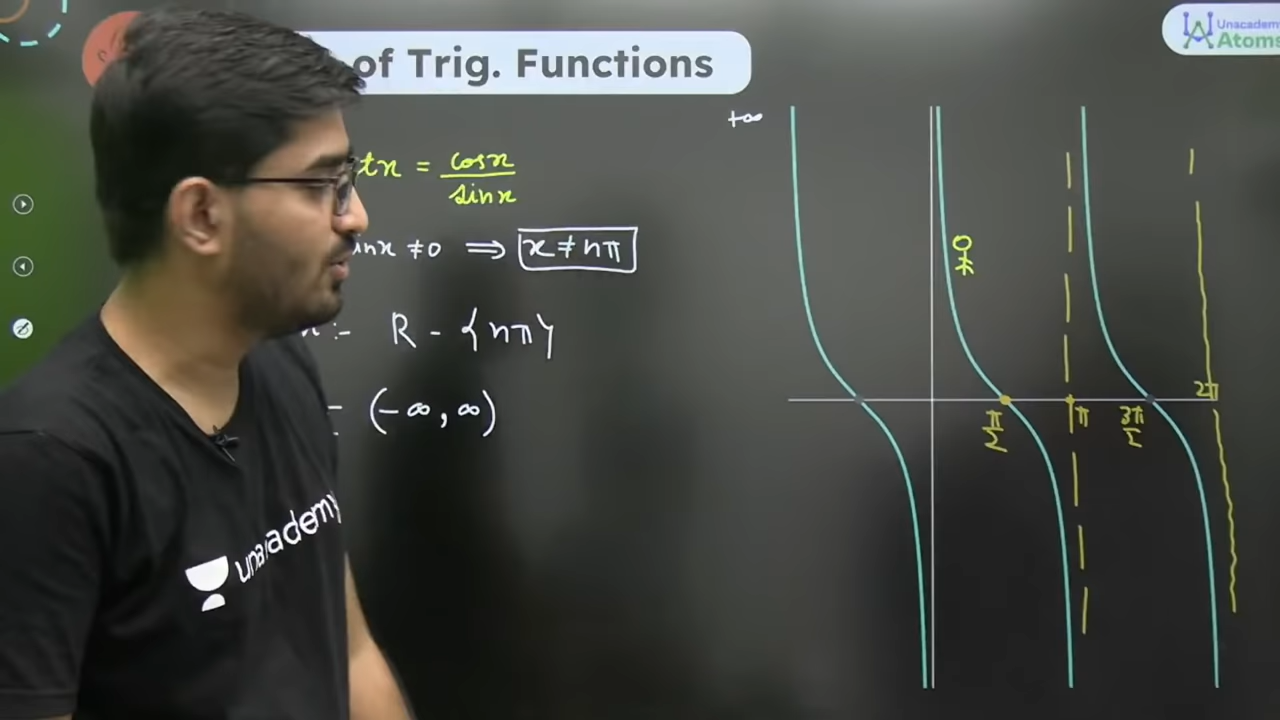 of Trig. Functions
Unacademy
Atoms
+∞
tx = cosx / sinx
inx ≠ 0 ⟹ x ≠ nπ
:- R - {nπ}
- (-∞, ∞)
π/2
π
3π/2
2π
unacademy